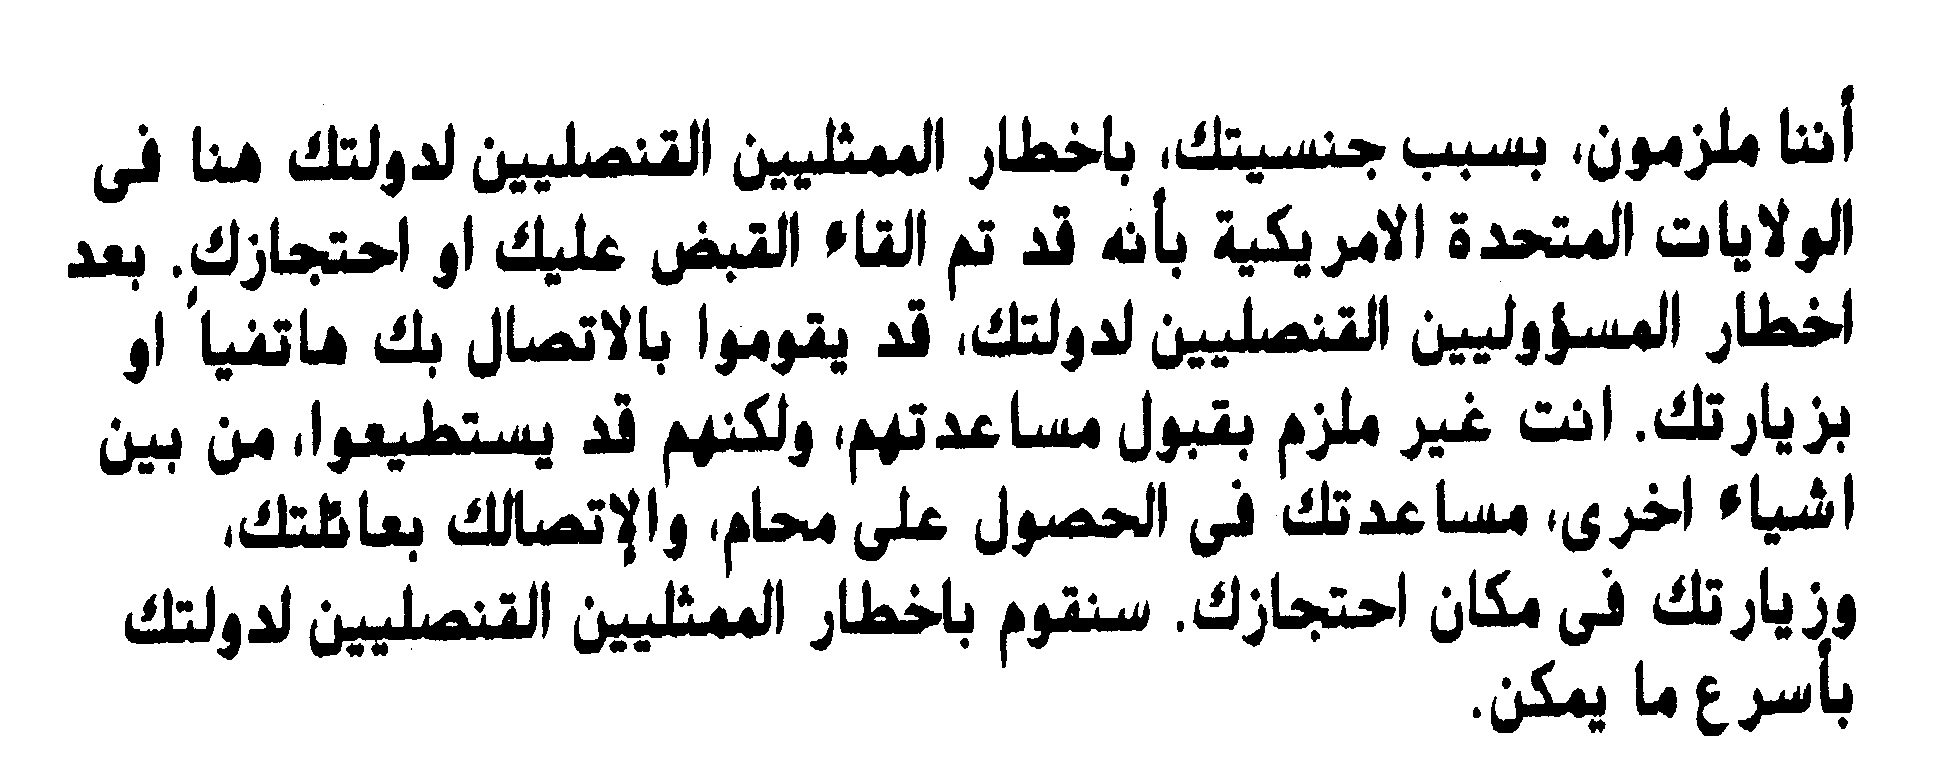 أننا ملزمون، بسبب جنسيتك، باخطار الممثليين القنصليين لدولتك هنا فى
الولايات المتحدة الامريكية بأنه قد تم القاء القبض عليك او احتجازك. بعد
اخطار المسؤوليين القنصليين لدولتك، قد يقوموا بالاتصال بك هاتفياً او
بزيارتك. انت غير ملزم بقبول مساعدتهم، ولكنهم قد يستطيعوا، من بين
اشياء اخرى، مساعدتك فى الحصول على محام، والإتصالك بعائلتك،
وزيارتك فى مكان احتجازك. سنقوم باخطار الممثليين القنصليين لدولتك
بأسرع ما يمكن.